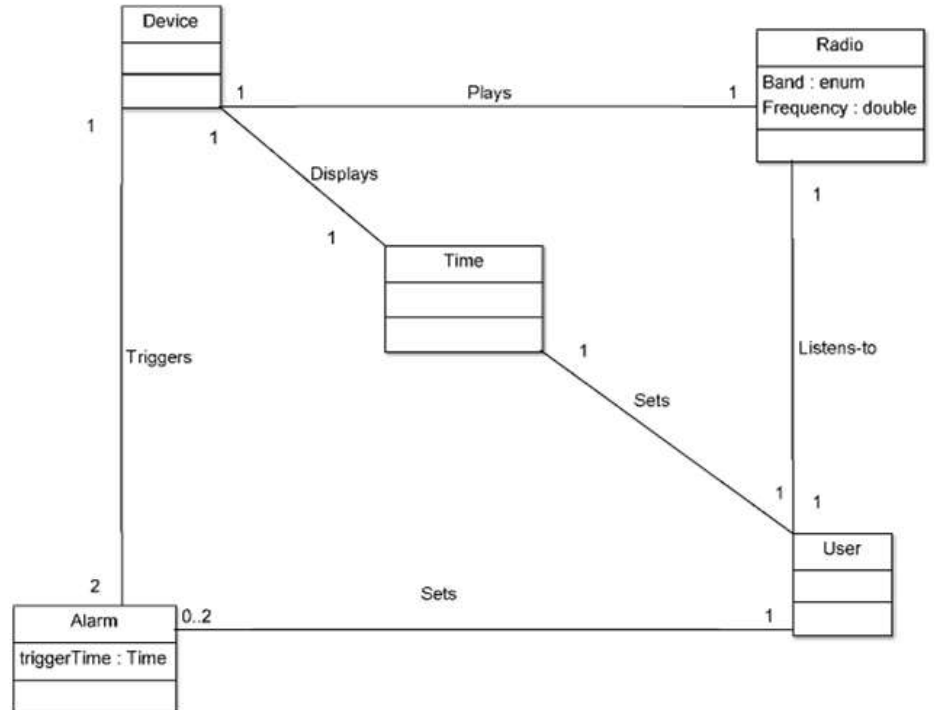 Device
Radio
Band : enum
Frequency : double
1
Plays
1
1
1
Displays
1
1
Time
Triggers
1
Listens-to
Sets
1
1
User
2
Sets
Alarm
0..2
1
triggerTime : Time